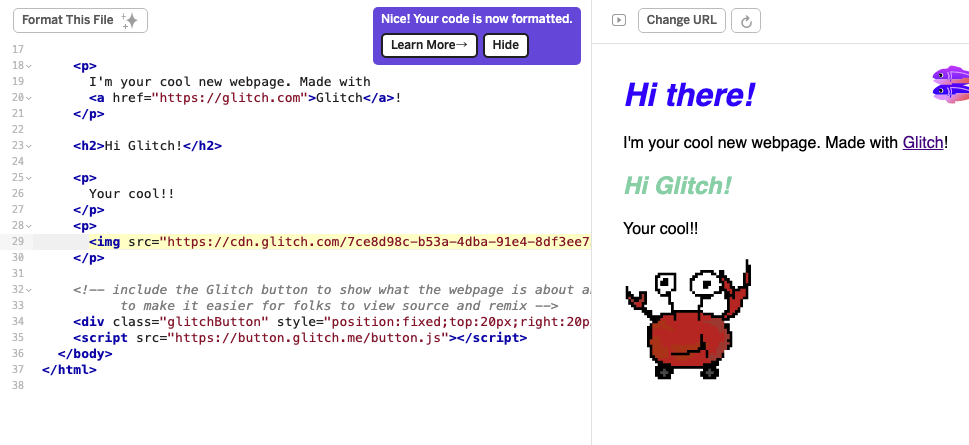 Format This File
Nice! Your code is now formatted.
Learn More→
Hide
Change URL
17
18 <p>
19 I'm your cool new webpage. Made with
20 <a href="https://glitch.com">Glitch</a>!
21 </p>
22
23 <h2>Hi Glitch!</h2>
24
25 <p>
26 Your cool!!
27 </p>
28 <p>
29 <img src="https://cdn.glitch.com/7ce8d98c-b53a-4dba-91e4-8df3ee7
30 </p>
31
32 <!-- include the Glitch button to show what the webpage is about a
33 to make it easier for folks to view source and remix -->
34 <div class="glitchButton" style="position:fixed;top:20px;right:20p
35 <script src="https://button.glitch.me/button.js"></script>
36 </body>
37 </html>
38
Hi there!
I'm your cool new webpage. Made with Glitch!
Hi Glitch!
Your cool!!